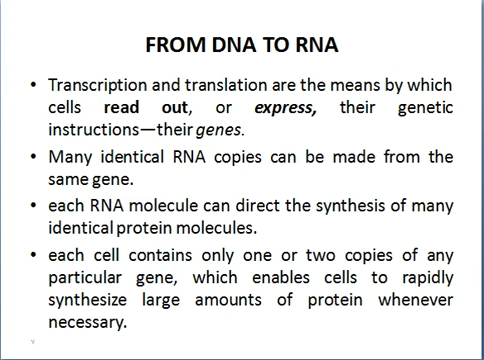 FROM DNA TO RNA
• Transcription and translation are the means by which
cells read out, or express, their genetic
instructions—their genes.
• Many identical RNA copies can be made from the
same gene.
• each RNA molecule can direct the synthesis of many
identical protein molecules.
• each cell contains only one or two copies of any
particular gene, which enables cells to rapidly
synthesize large amounts of protein whenever
necessary.